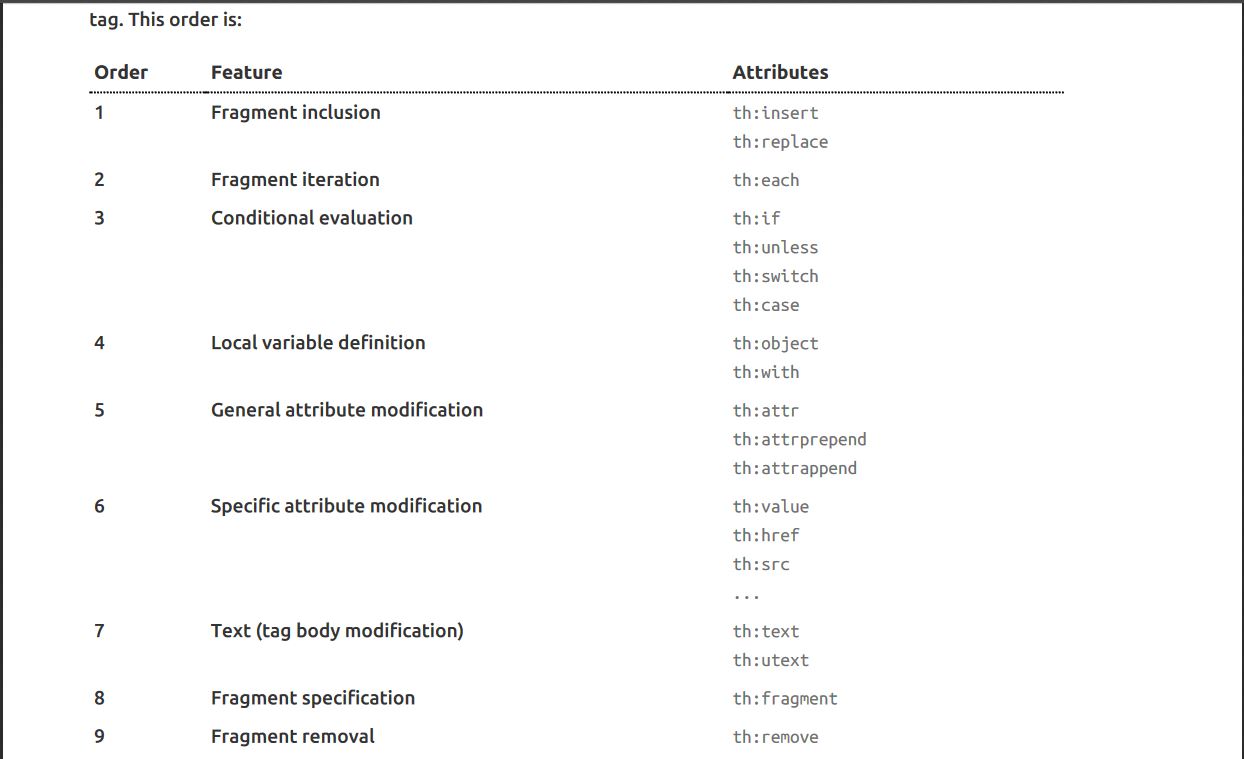 tag. This order is:
Order Feature Attributes
1 Fragment inclusion th:insert
th:replace
2 Fragment iteration th:each
3 Conditional evaluation th:if
th:unless
th:switch
th:case
4 Local variable definition th:object
th:with
5 General attribute modification th:attr
th:attrprepend
th:attrappend
6 Specific attribute modification th:value
th:href
th:src
...
7 Text (tag body modification) th:text
th:utext
8 Fragment specification th:fragment
9 Fragment removal th:remove